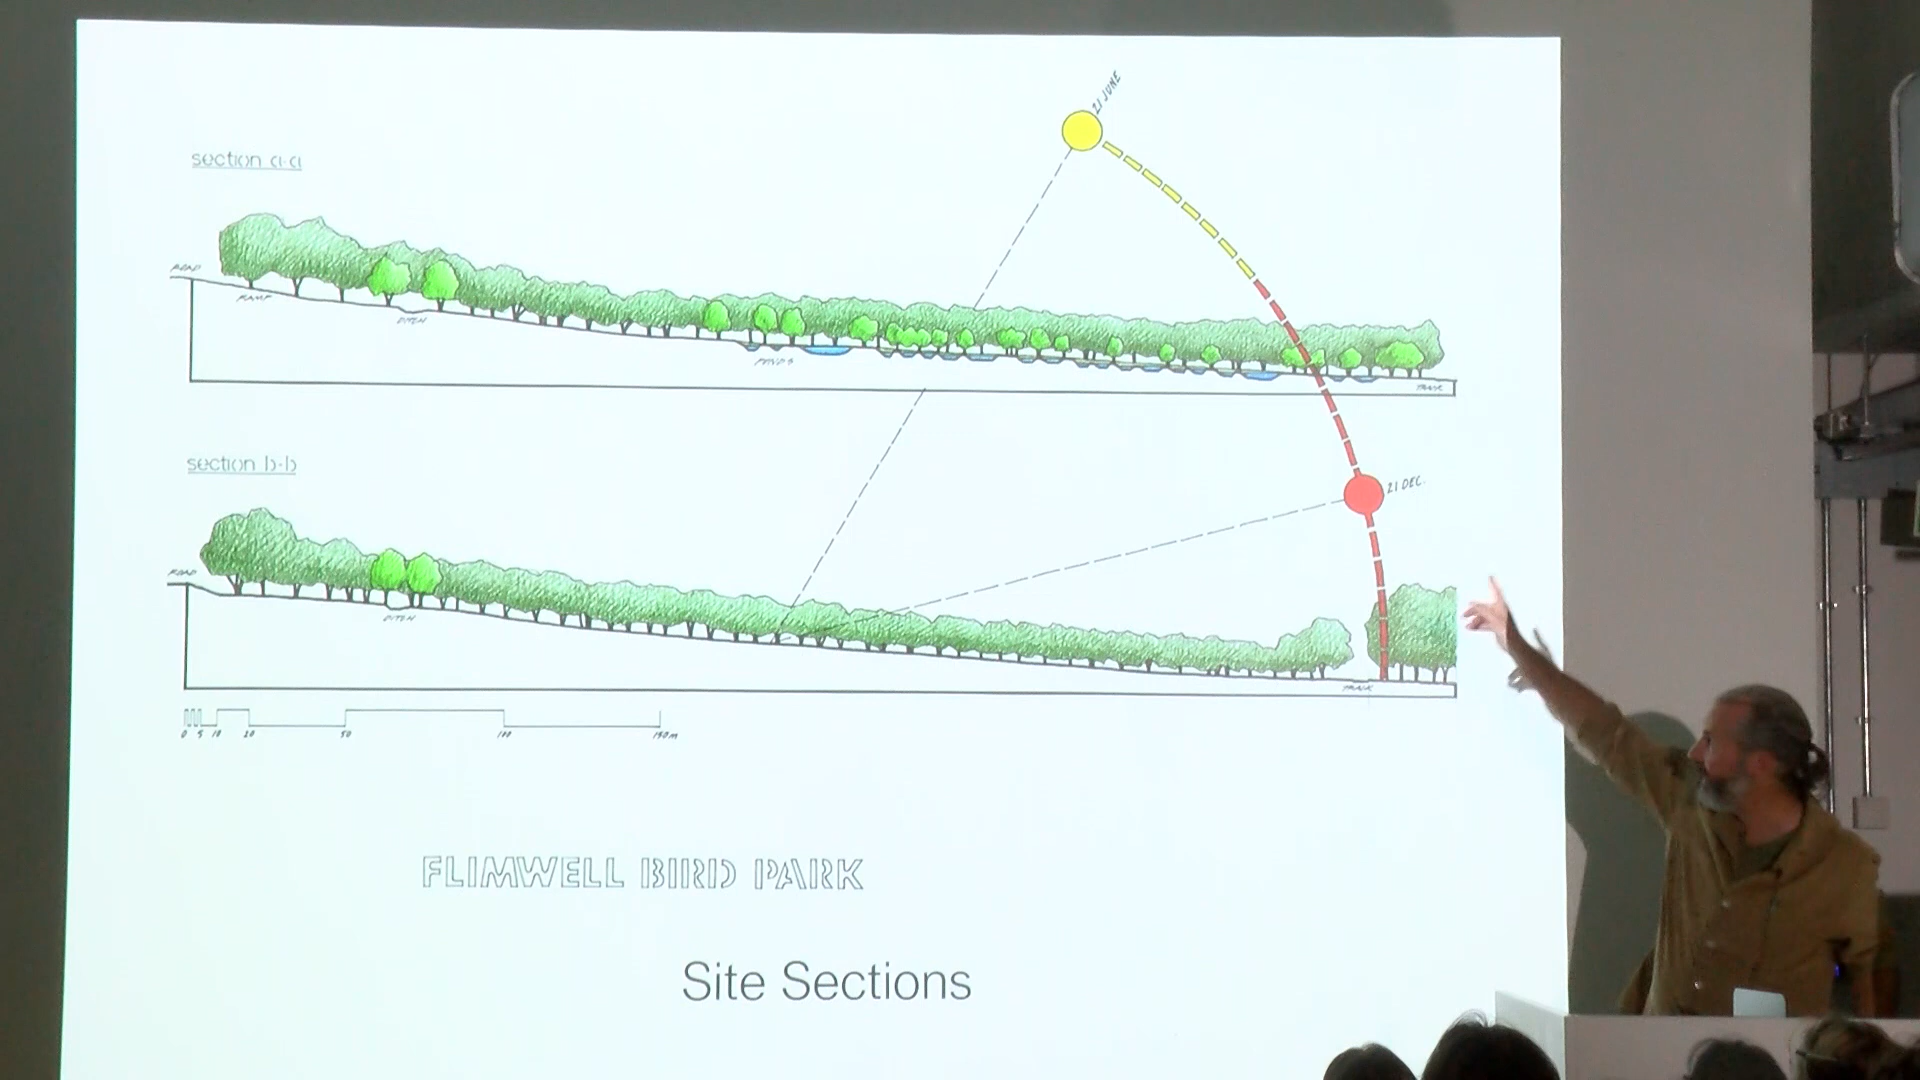 21 JUNE
section a-a
ROAD
RAMP
DITCH
PONDS
TRACK
section b-b
21 DEC.
ROAD
DITCH
TRACK
0 5 10 20 50 100 150m
FLIMWELL BIRD PARK
Site Sections